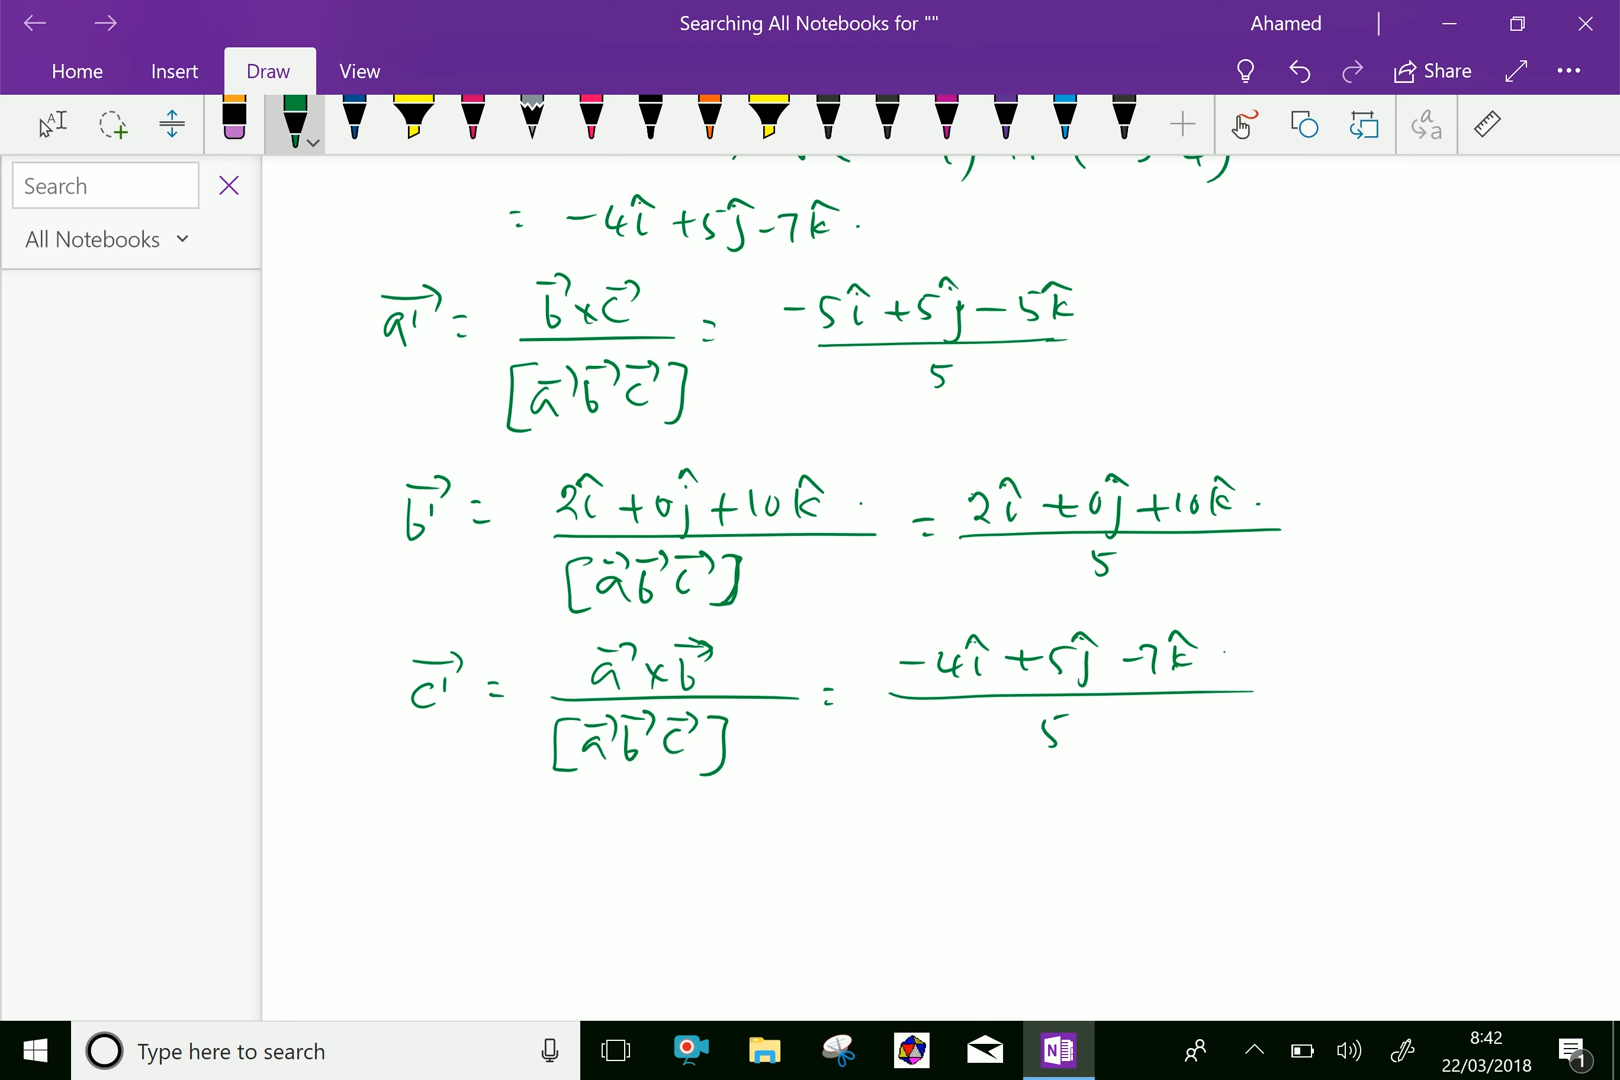 Searching All Notebooks for ""
Ahamed
Home Insert Draw View
Share
Search
All Notebooks
= -4î + 5ĵ - 7k̂.
a⃗' = (b⃗ × c⃗) / [a⃗ b⃗ c⃗] = (-5î + 5ĵ - 5k̂) / 5
b⃗' = (2î + 0ĵ + 10k̂.) / [a⃗ b⃗ c⃗] = (2î + 0ĵ + 10k̂.) / 5
c⃗' = (a⃗ × b⃗) / [a⃗ b⃗ c⃗] = (-4î + 5ĵ - 7k̂.) / 5
Type here to search
8:42
22/03/2018
1